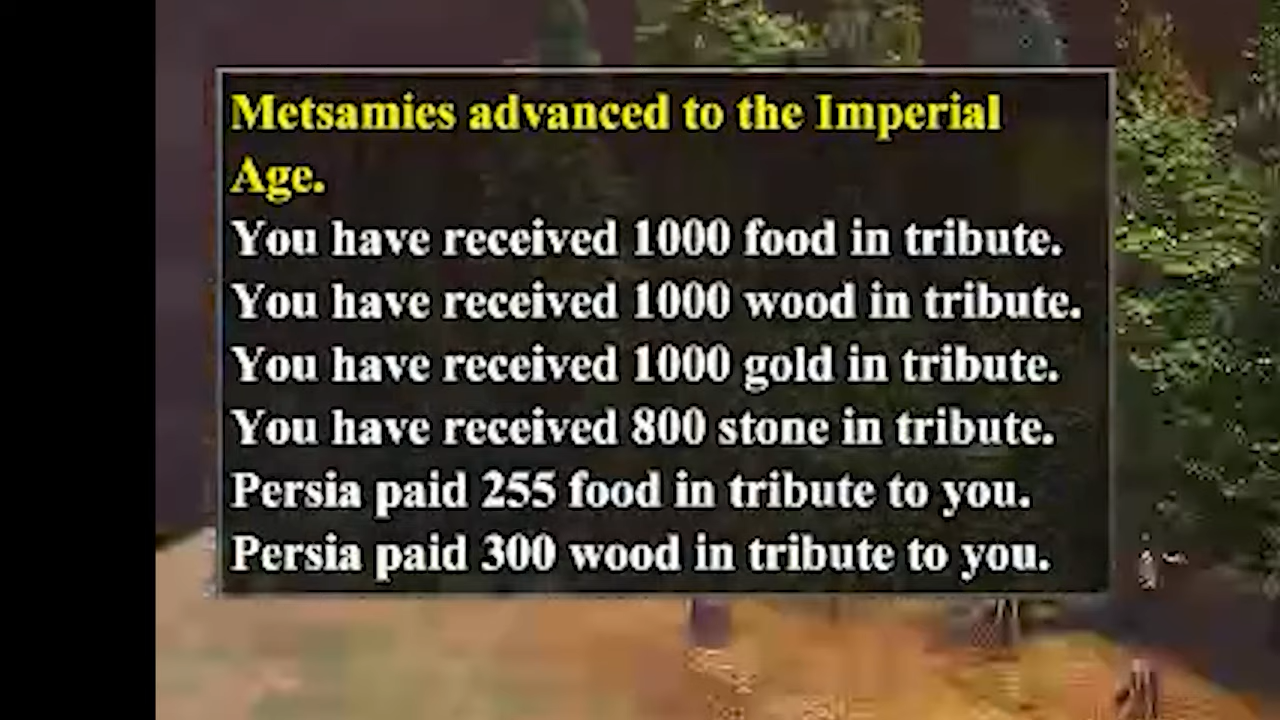 Metsamies advanced to the Imperial
Age.
You have received 1000 food in tribute.
You have received 1000 wood in tribute.
You have received 1000 gold in tribute.
You have received 800 stone in tribute.
Persia paid 255 food in tribute to you.
Persia paid 300 wood in tribute to you.